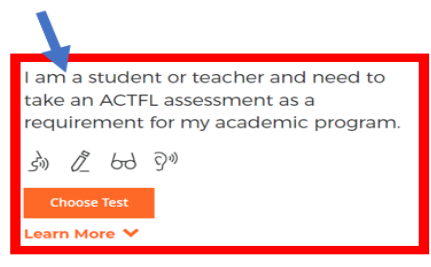 I am a student or teacher and need to
take an ACTFL assessment as a
requirement for my academic program.
Choose Test
Learn More